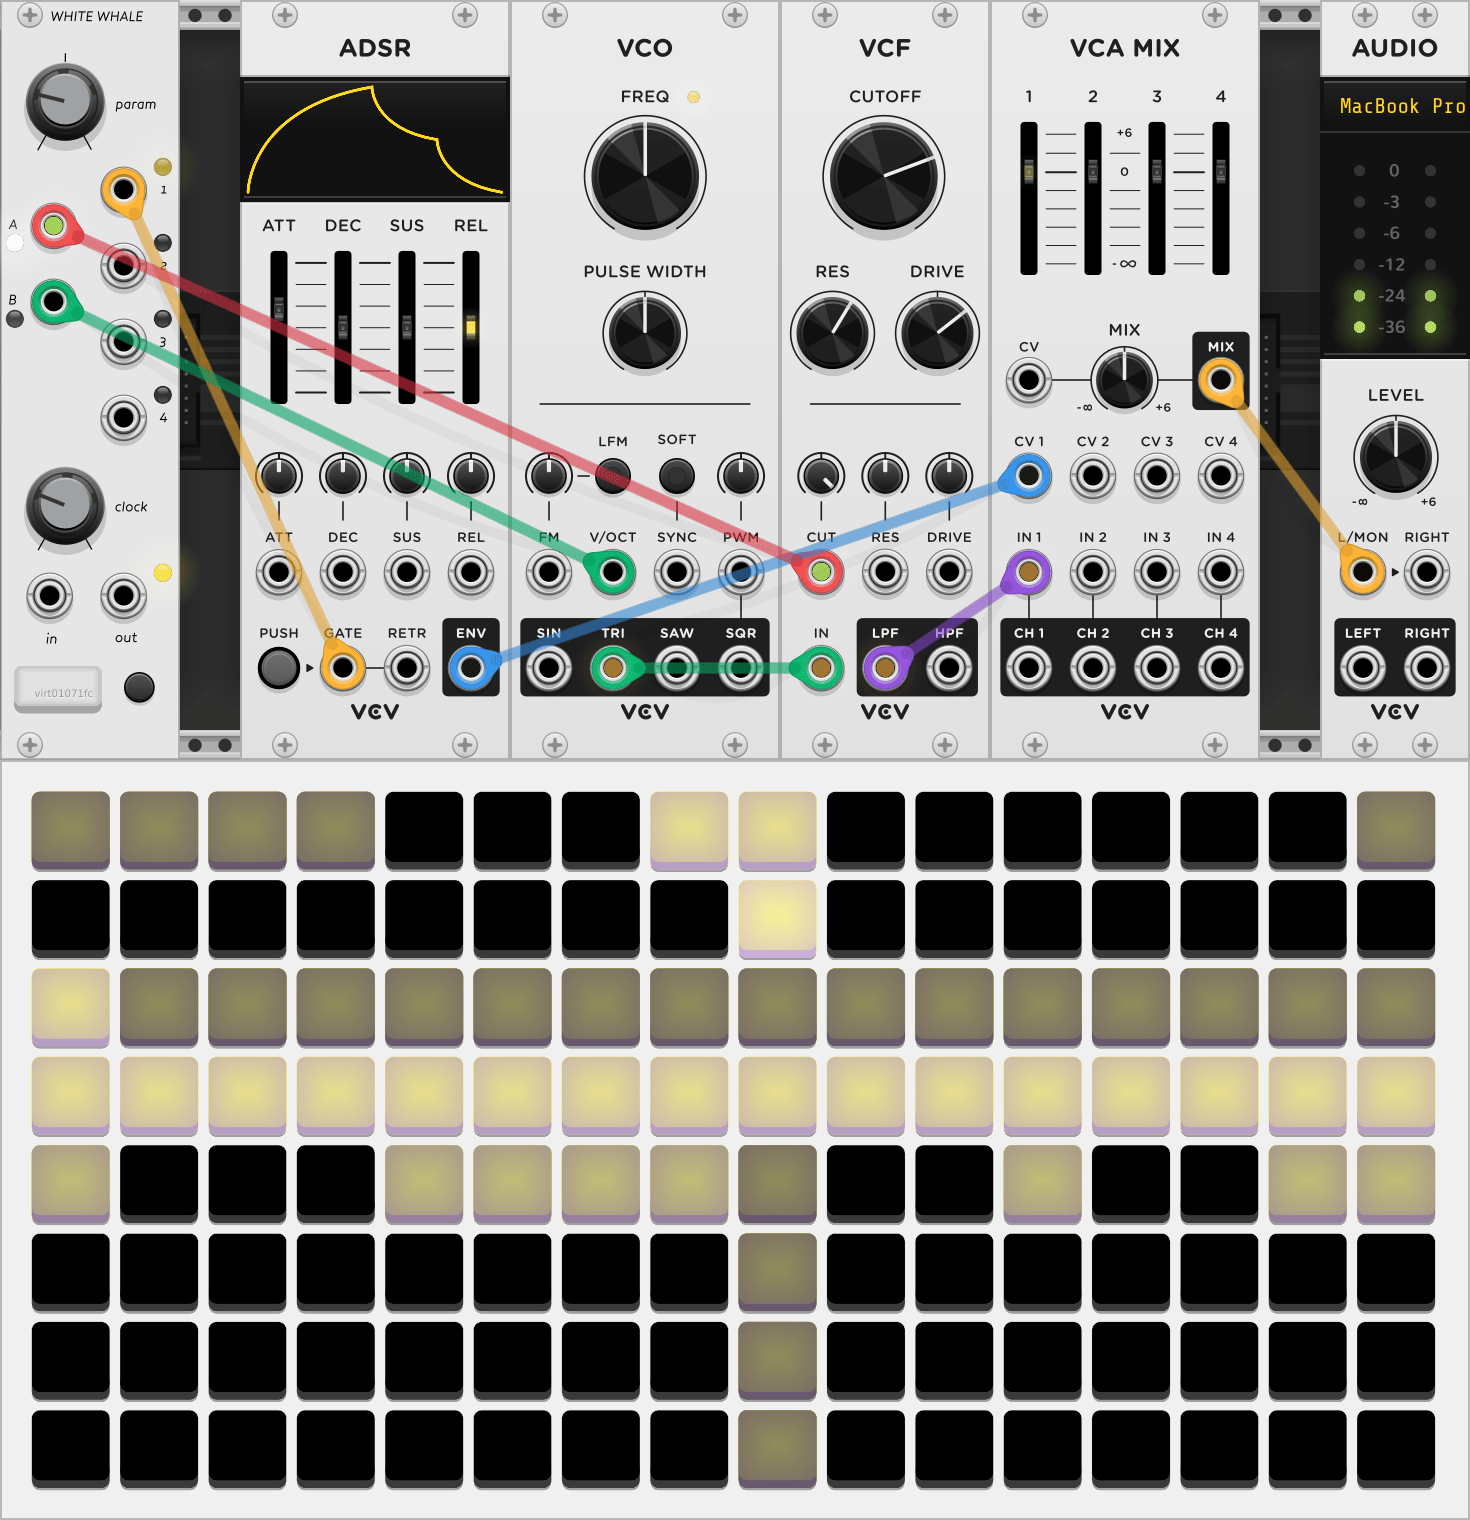 WHITE WHALE
param
1
A
2
B
3
4
clock
in
out
virt01071fc
ADSR
ATT DEC SUS REL
ATT DEC SUS REL
PUSH GATE RETR ENV
VCV
VCO
FREQ
PULSE WIDTH
LFM SOFT
FM V/OCT SYNC PWM
SIN TRI SAW SQR
VCV
VCF
CUTOFF
RES DRIVE
CUT RES DRIVE
IN LPF HPF
VCV
VCA MIX
1 2 3 4
+6
0
-∞
MIX
CV MIX
-∞ +6
CV 1 CV 2 CV 3 CV 4
IN 1 IN 2 IN 3 IN 4
CH 1 CH 2 CH 3 CH 4
VCV
AUDIO
MacBook Pro
0
-3
-6
-12
-24
-36
LEVEL
-∞ +6
L/MON RIGHT
LEFT RIGHT
VCV